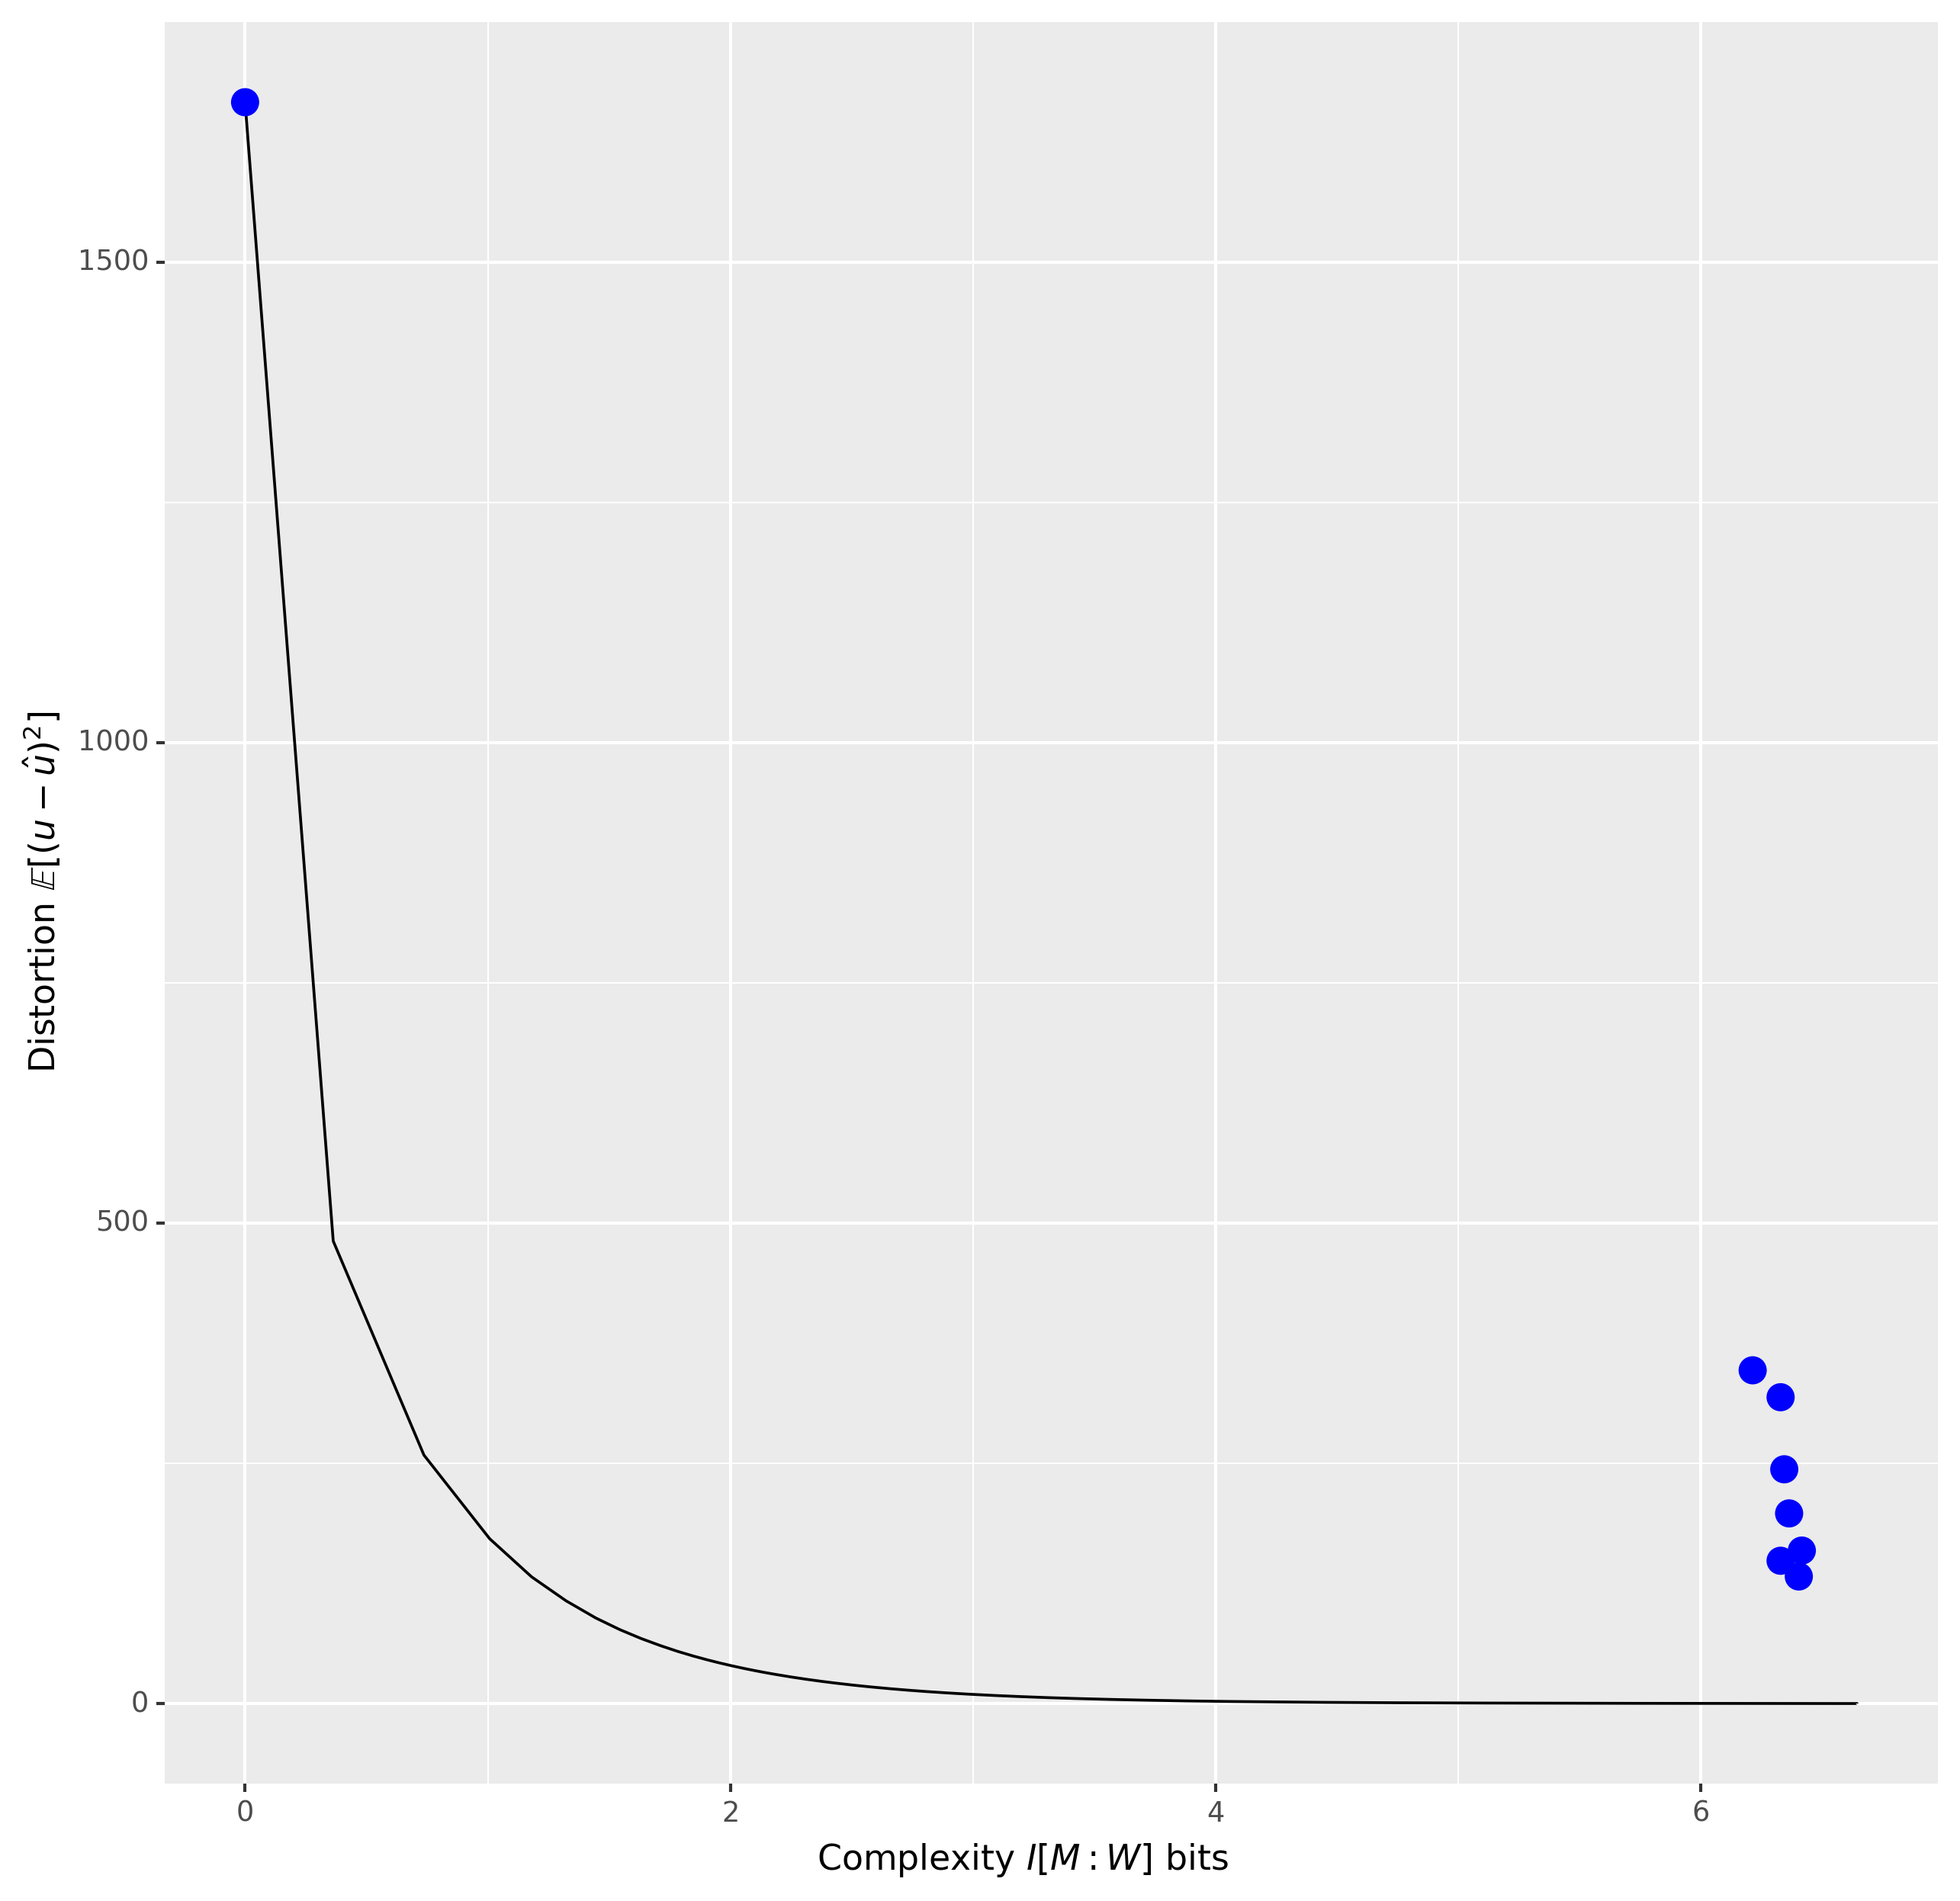 1500
1000
500
0
Distortion 𝔼[(u − û)²]
0 2 4 6
Complexity I[M : W] bits